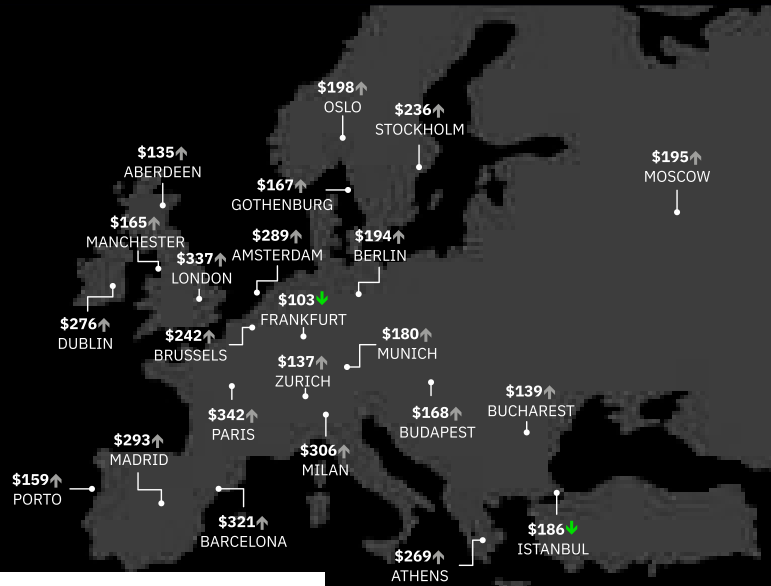 $198↑
OSLO
$236↑
STOCKHOLM
$135↑
ABERDEEN
$195↑
MOSCOW
$167↑
GOTHENBURG
$165↑
MANCHESTER
$289↑
AMSTERDAM
$194↑
BERLIN
$337↑
LONDON
$103↓
FRANKFURT
$276↑
DUBLIN
$242↑
BRUSSELS
$180↑
MUNICH
$137↑
ZURICH
$139↑
BUCHAREST
$342↑
PARIS
$168↑
BUDAPEST
$293↑
MADRID
$306↑
MILAN
$159↑
PORTO
$321↑
BARCELONA
$186↓
ISTANBUL
$269↑
ATHENS